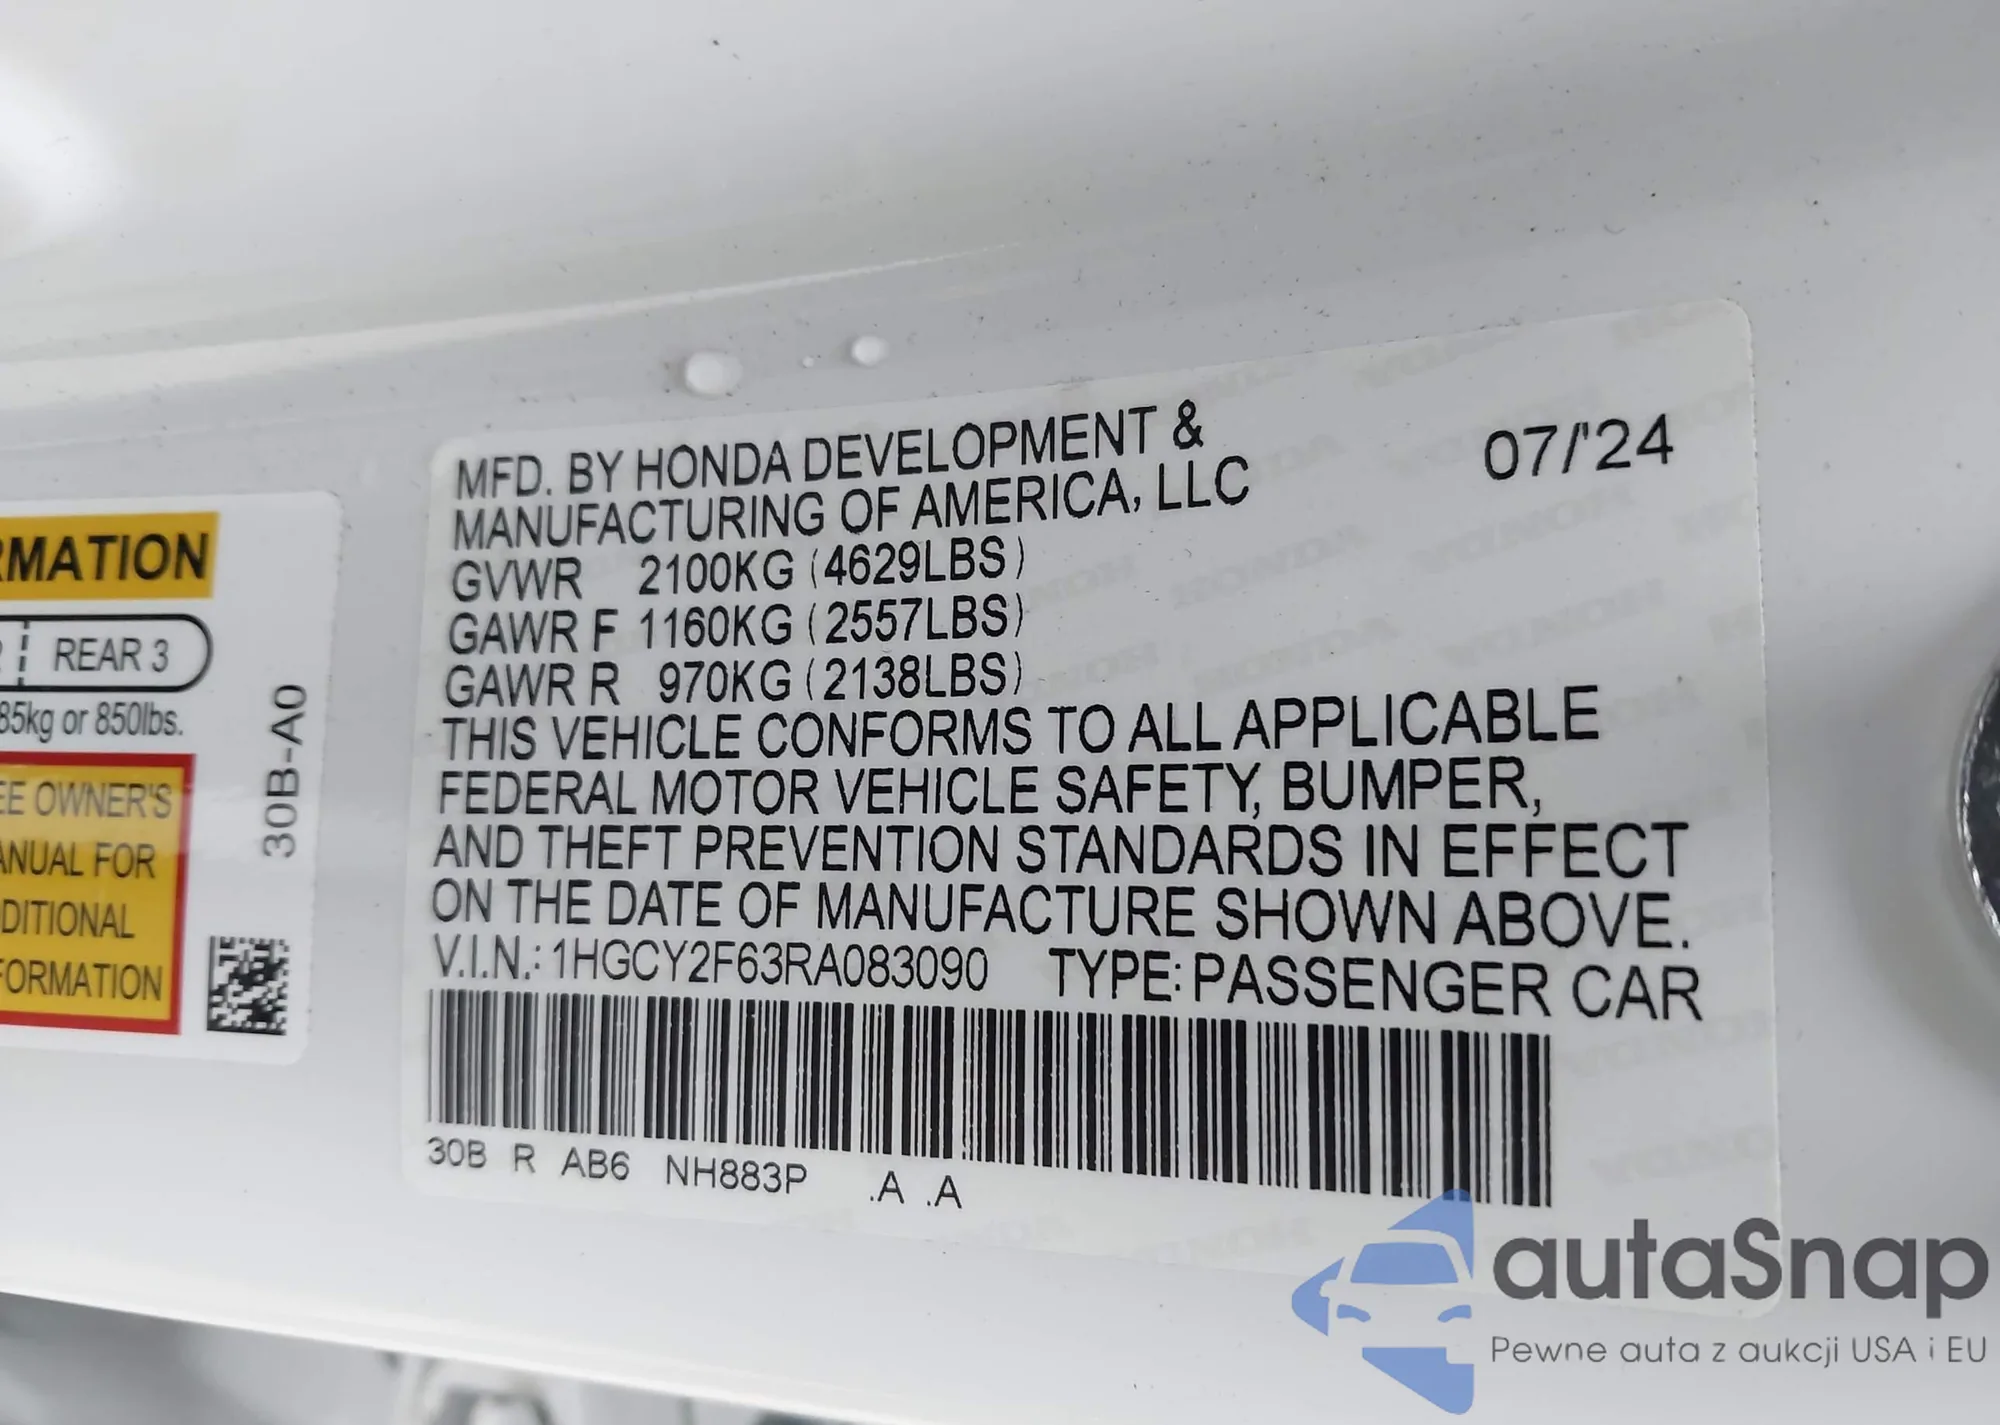 RMATION
REAR 3
85kg or 850lbs.
EE OWNER'S
ANUAL FOR
DITIONAL
FORMATION
30B-A0
MFD. BY HONDA DEVELOPMENT &
MANUFACTURING OF AMERICA, LLC
07/'24
GVWR 2100KG (4629LBS)
GAWR F 1160KG (2557LBS)
GAWR R 970KG (2138LBS)
THIS VEHICLE CONFORMS TO ALL APPLICABLE
FEDERAL MOTOR VEHICLE SAFETY, BUMPER,
AND THEFT PREVENTION STANDARDS IN EFFECT
ON THE DATE OF MANUFACTURE SHOWN ABOVE.
V.I.N.: 1HGCY2F63RA083090 TYPE: PASSENGER CAR
30B R AB6 NH883P .A .A
autaSnap
Pewne auta z aukcji USA i EU